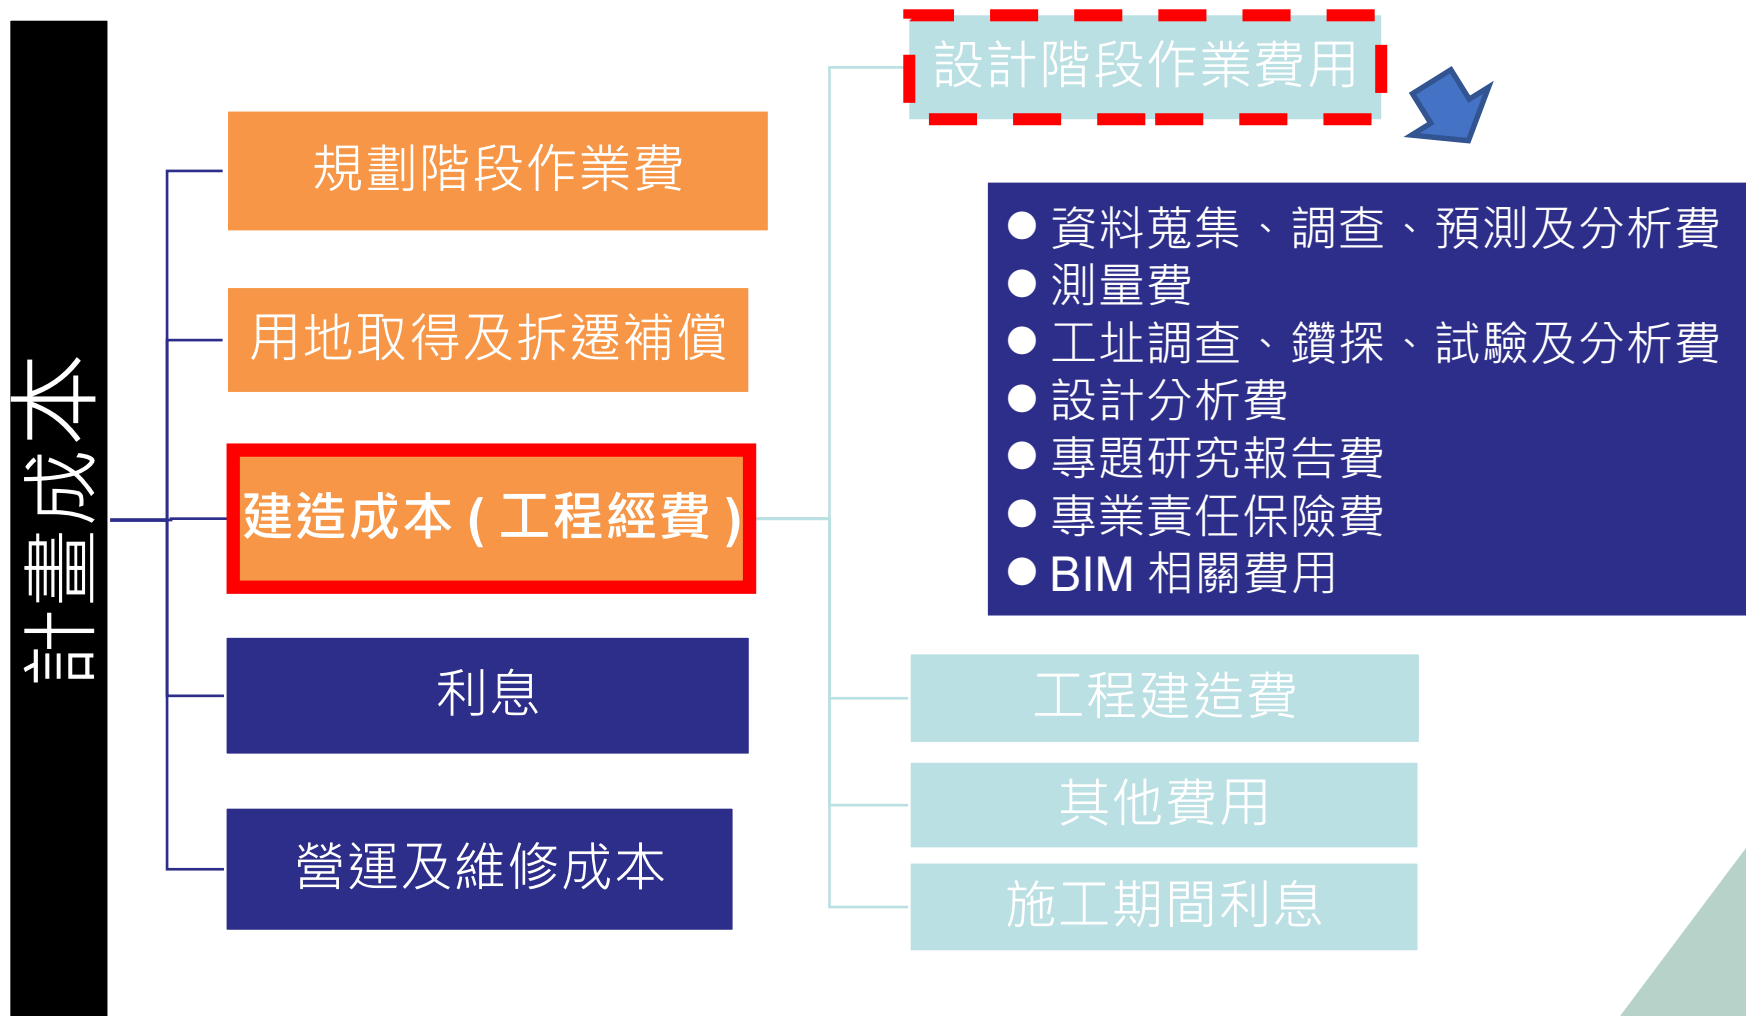 計畫成本
規劃階段作業費
用地取得及拆遷補償
建造成本(工程經費)
利息
營運及維修成本
設計階段作業費用
● 資料蒐集、調查、預測及分析費
● 測量費
● 工址調查、鑽探、試驗及分析費
● 設計分析費
● 專題研究報告費
● 專業責任保險費
● BIM 相關費用
工程建造費
其他費用
施工期間利息